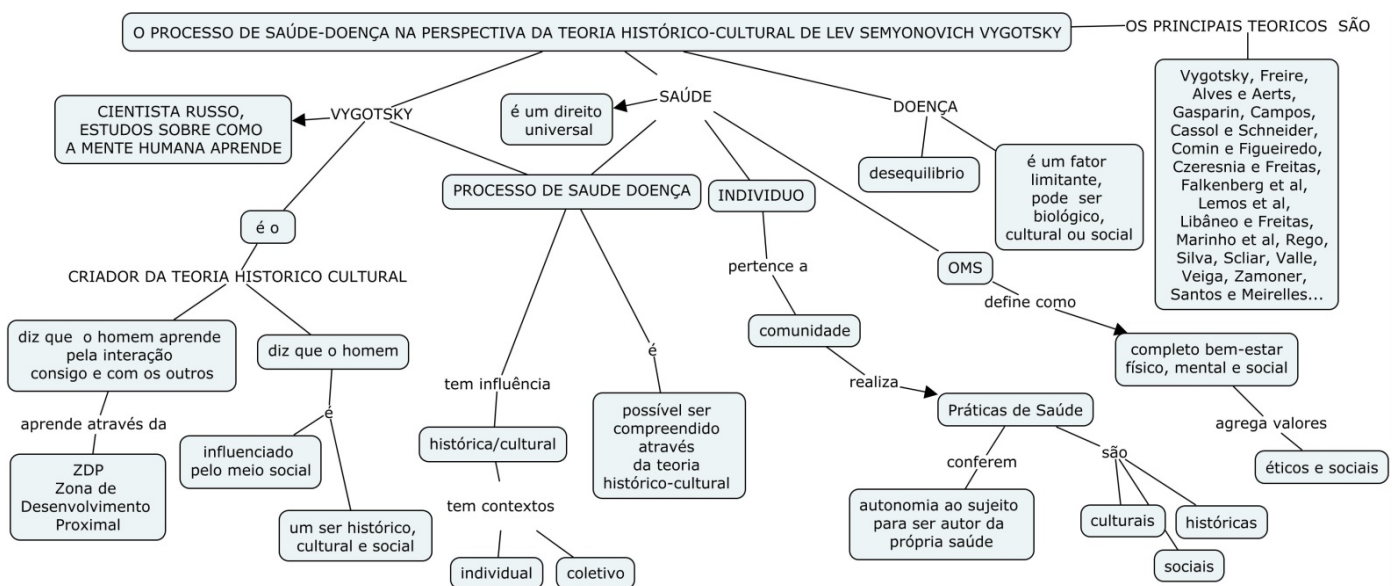 O PROCESSO DE SAÚDE-DOENÇA NA PERSPECTIVA DA TEORIA HISTÓRICO-CULTURAL DE LEV SEMYONOVICH VYGOTSKY
OS PRINCIPAIS TEORICOS SÃO
Vygotsky, Freire,
Alves e Aerts,
Gasparin, Campos,
Cassol e Schneider,
Comin e Figueiredo,
Czeresnia e Freitas,
Falkenberg et al,
Lemos et al,
Libâneo e Freitas,
Marinho et al, Rego,
Silva, Scliar, Valle,
Veiga, Zamoner,
Santos e Meirelles...
CIENTISTA RUSSO,
ESTUDOS SOBRE COMO
A MENTE HUMANA APRENDE
VYGOTSKY
é um direito
universal
SAÚDE
DOENÇA
desequilibrio
é um fator
limitante,
pode ser
biológico,
cultural ou social
PROCESSO DE SAUDE DOENÇA
INDIVIDUO
é o
CRIADOR DA TEORIA HISTORICO CULTURAL
pertence a
OMS
define como
diz que o homem aprende
pela interação
consigo e com os outros
diz que o homem
comunidade
completo bem-estar
físico, mental e social
é
tem influência
realiza
Práticas de Saúde
aprende através da
é
possível ser
compreendido
através
da teoria
histórico-cultural
agrega valores
influenciado
pelo meio social
histórica/cultural
conferem
são
éticos e sociais
ZDP
Zona de
Desenvolvimento
Proximal
um ser histórico,
cultural e social
tem contextos
autonomia ao sujeito
para ser autor da
própria saúde
culturais
históricas
individual
coletivo
sociais